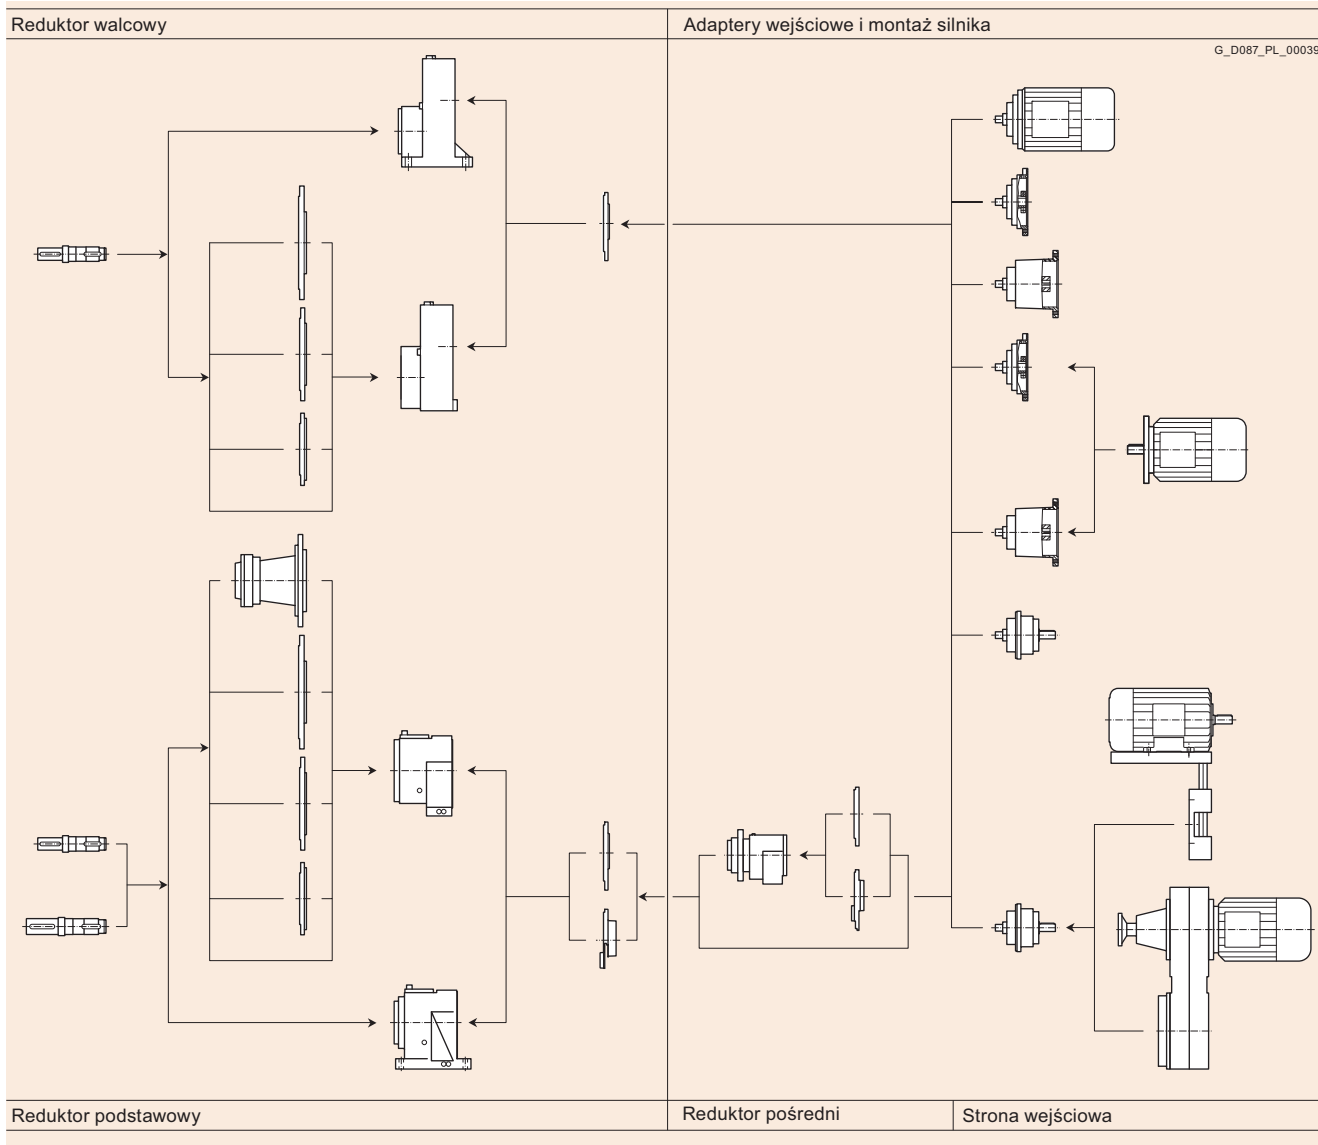 Reduktor walcowy
Adaptery wejściowe i montaż silnika
G_D087_PL_00039
Reduktor podstawowy
Reduktor pośredni
Strona wejściowa